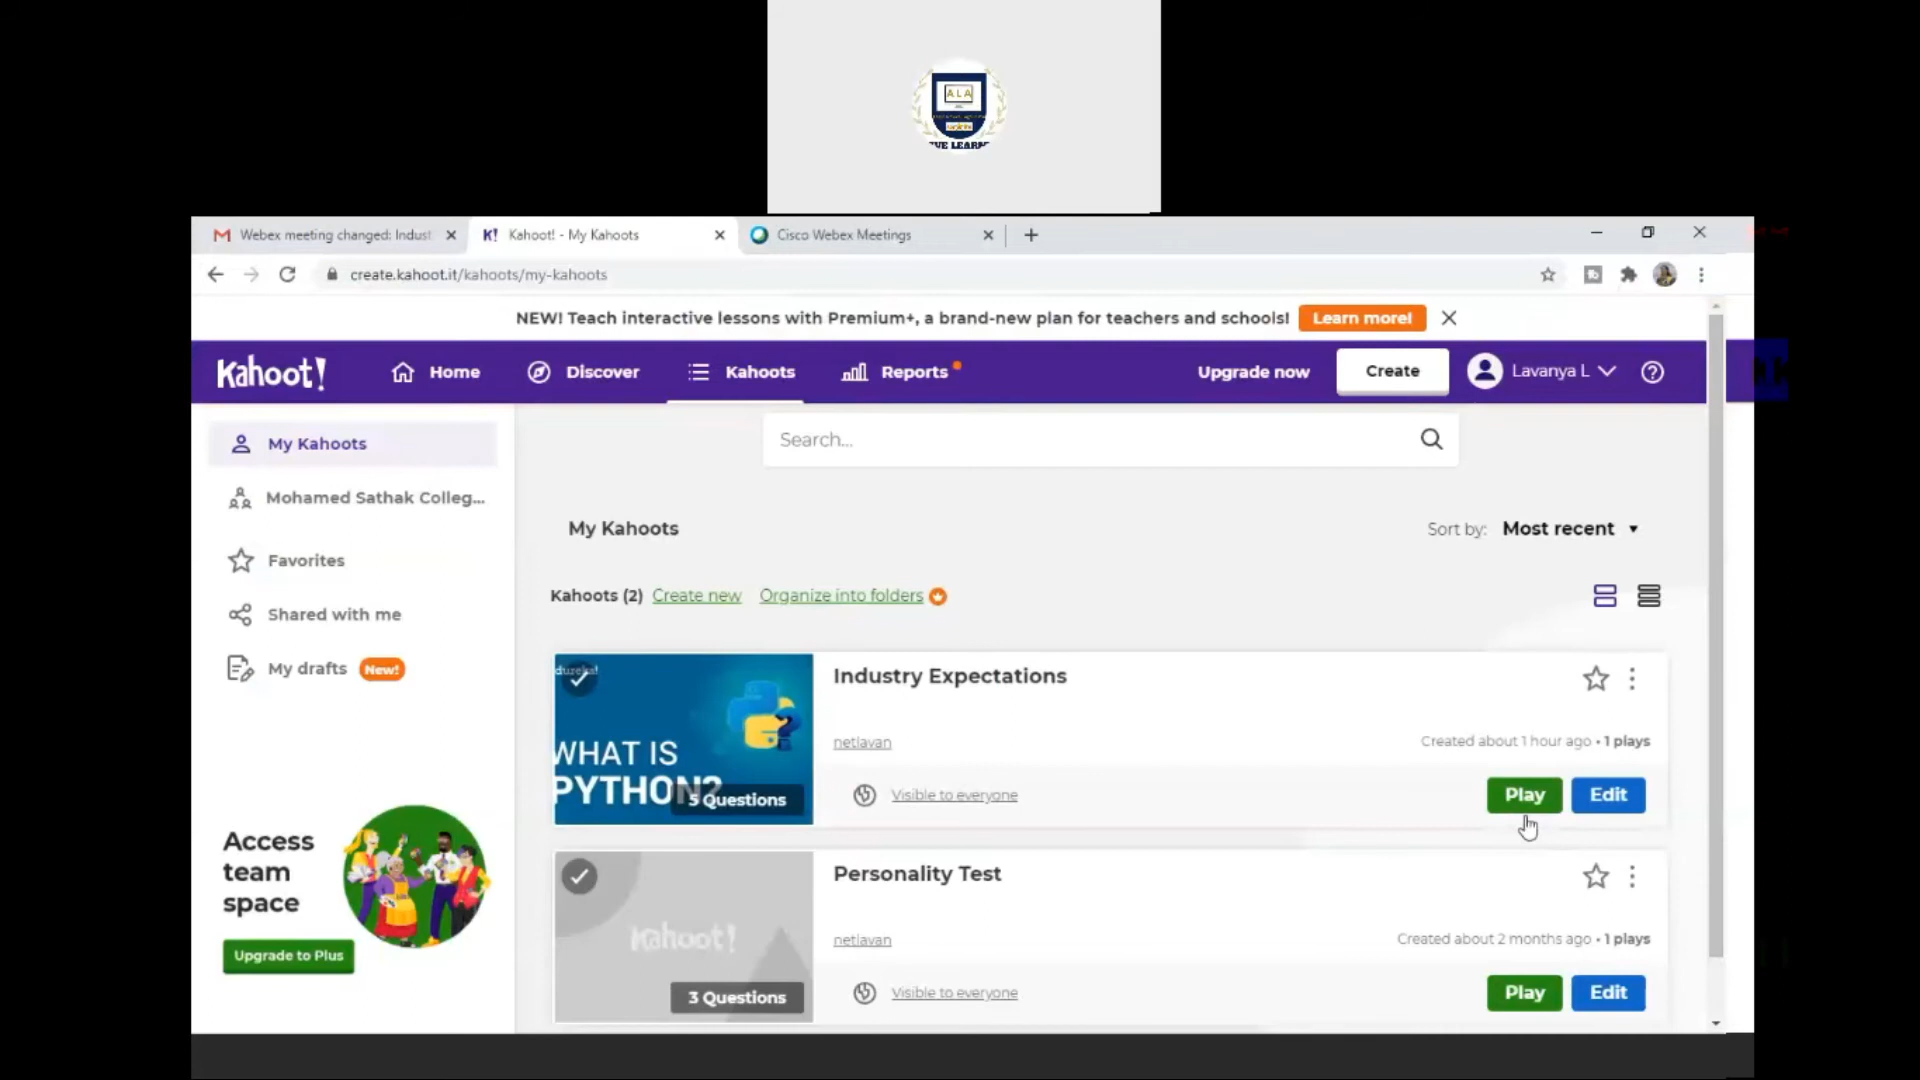 ALA
Webex meeting changed: Indust
K! Kahoot! - My Kahoots
Cisco Webex Meetings
create.kahoot.it/kahoots/my-kahoots
NEW! Teach interactive lessons with Premium+, a brand-new plan for teachers and schools! Learn more!
Kahoot! Home Discover Kahoots Reports Upgrade now Create Lavanya L
My Kahoots
Mohamed Sathak Colleg...
Favorites
Shared with me
My drafts New!
Access
team
space
Upgrade to Plus
Search...
My Kahoots
Sort by: Most recent
Kahoots (2) Create new Organize into folders
dureka!
WHAT IS
PYTHON?
5 Questions
Industry Expectations
netlavan
Created about 1 hour ago • 1 plays
Visible to everyone
Play Edit
Kahoot!
3 Questions
Personality Test
netlavan
Created about 2 months ago • 1 plays
Visible to everyone
Play Edit